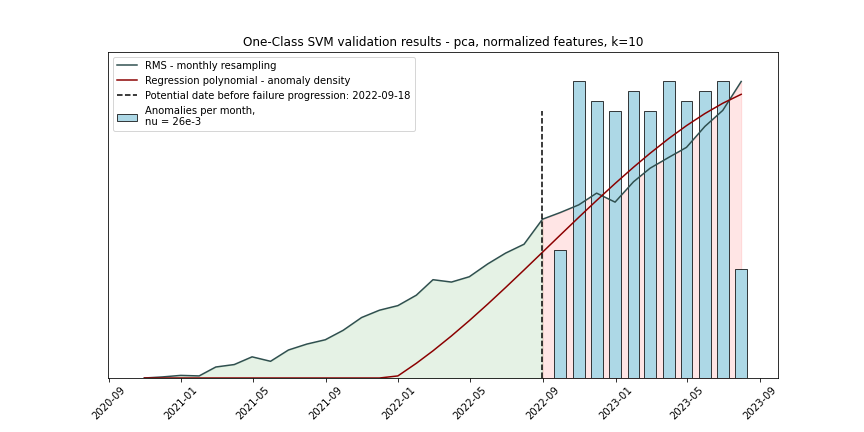 One-Class SVM validation results - pca, normalized features, k=10
RMS - monthly resampling
Regression polynomial - anomaly density
Potential date before failure progression: 2022-09-18
Anomalies per month,
nu = 26e-3
2020-09
2021-01
2021-05
2021-09
2022-01
2022-05
2022-09
2023-01
2023-05
2023-09